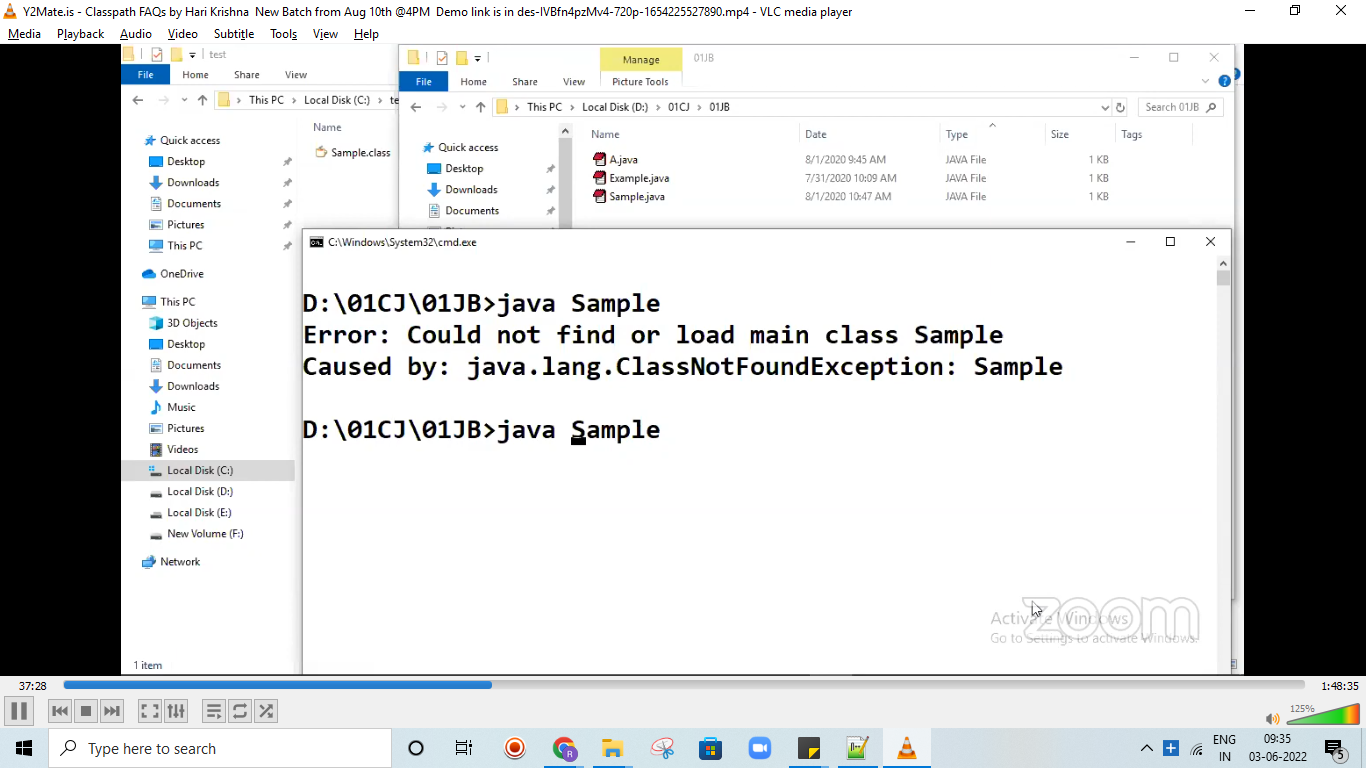 Y2Mate.is - Classpath FAQs by Hari Krishna  New Batch from Aug 10th @4PM  Demo link is in des-IVBfn4pzMv4-720p-1654225527890.mp4 - VLC media player
Media Playback Audio Video Subtitle Tools View Help
test
File Home Share View
This PC Local Disk (C:) te
Name
Sample.class
Quick access
Desktop
Downloads
Documents
Pictures
This PC
OneDrive
This PC
3D Objects
Desktop
Documents
Downloads
Music
Pictures
Videos
Local Disk (C:)
Local Disk (D:)
Local Disk (E:)
New Volume (F:)
Network
1 item
Manage 01JB
File Home Share View Picture Tools
This PC Local Disk (D:) 01CJ 01JB Search 01JB
Quick access
Desktop
Downloads
Documents
Name Date Type Size Tags
A.java 8/1/2020 9:45 AM JAVA File 1 KB
Example.java 7/31/2020 10:09 AM JAVA File 1 KB
Sample.java 8/1/2020 10:47 AM JAVA File 1 KB
C:\Windows\System32\cmd.exe
D:\01CJ\01JB>java Sample
Error: Could not find or load main class Sample
Caused by: java.lang.ClassNotFoundException: Sample
D:\01CJ\01JB>java Sample
zoom
Activate Windows
Go to Settings to activate Windows.
37:28 1:48:35
125%
Type here to search
ENG
IN
09:35
03-06-2022
5